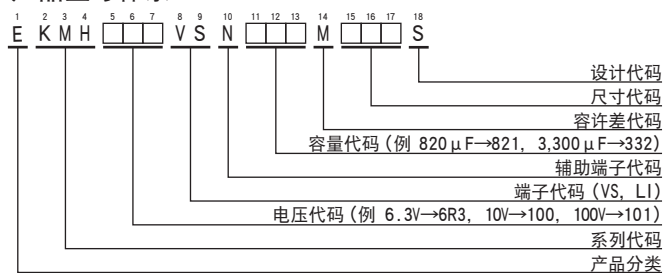 1 2 3 4 5 6 7 8 9 10 11 12 13 14 15 16 17 18
E K M H □□□ V S N □□□ M □□□ S
设计代码
尺寸代码
容许差代码
容量代码(例 820μF→821, 3,300μF→332)
辅助端子代码
端子代码(VS, LI)
电压代码(例 6.3V→6R3, 10V→100, 100V→101)
系列代码
产品分类